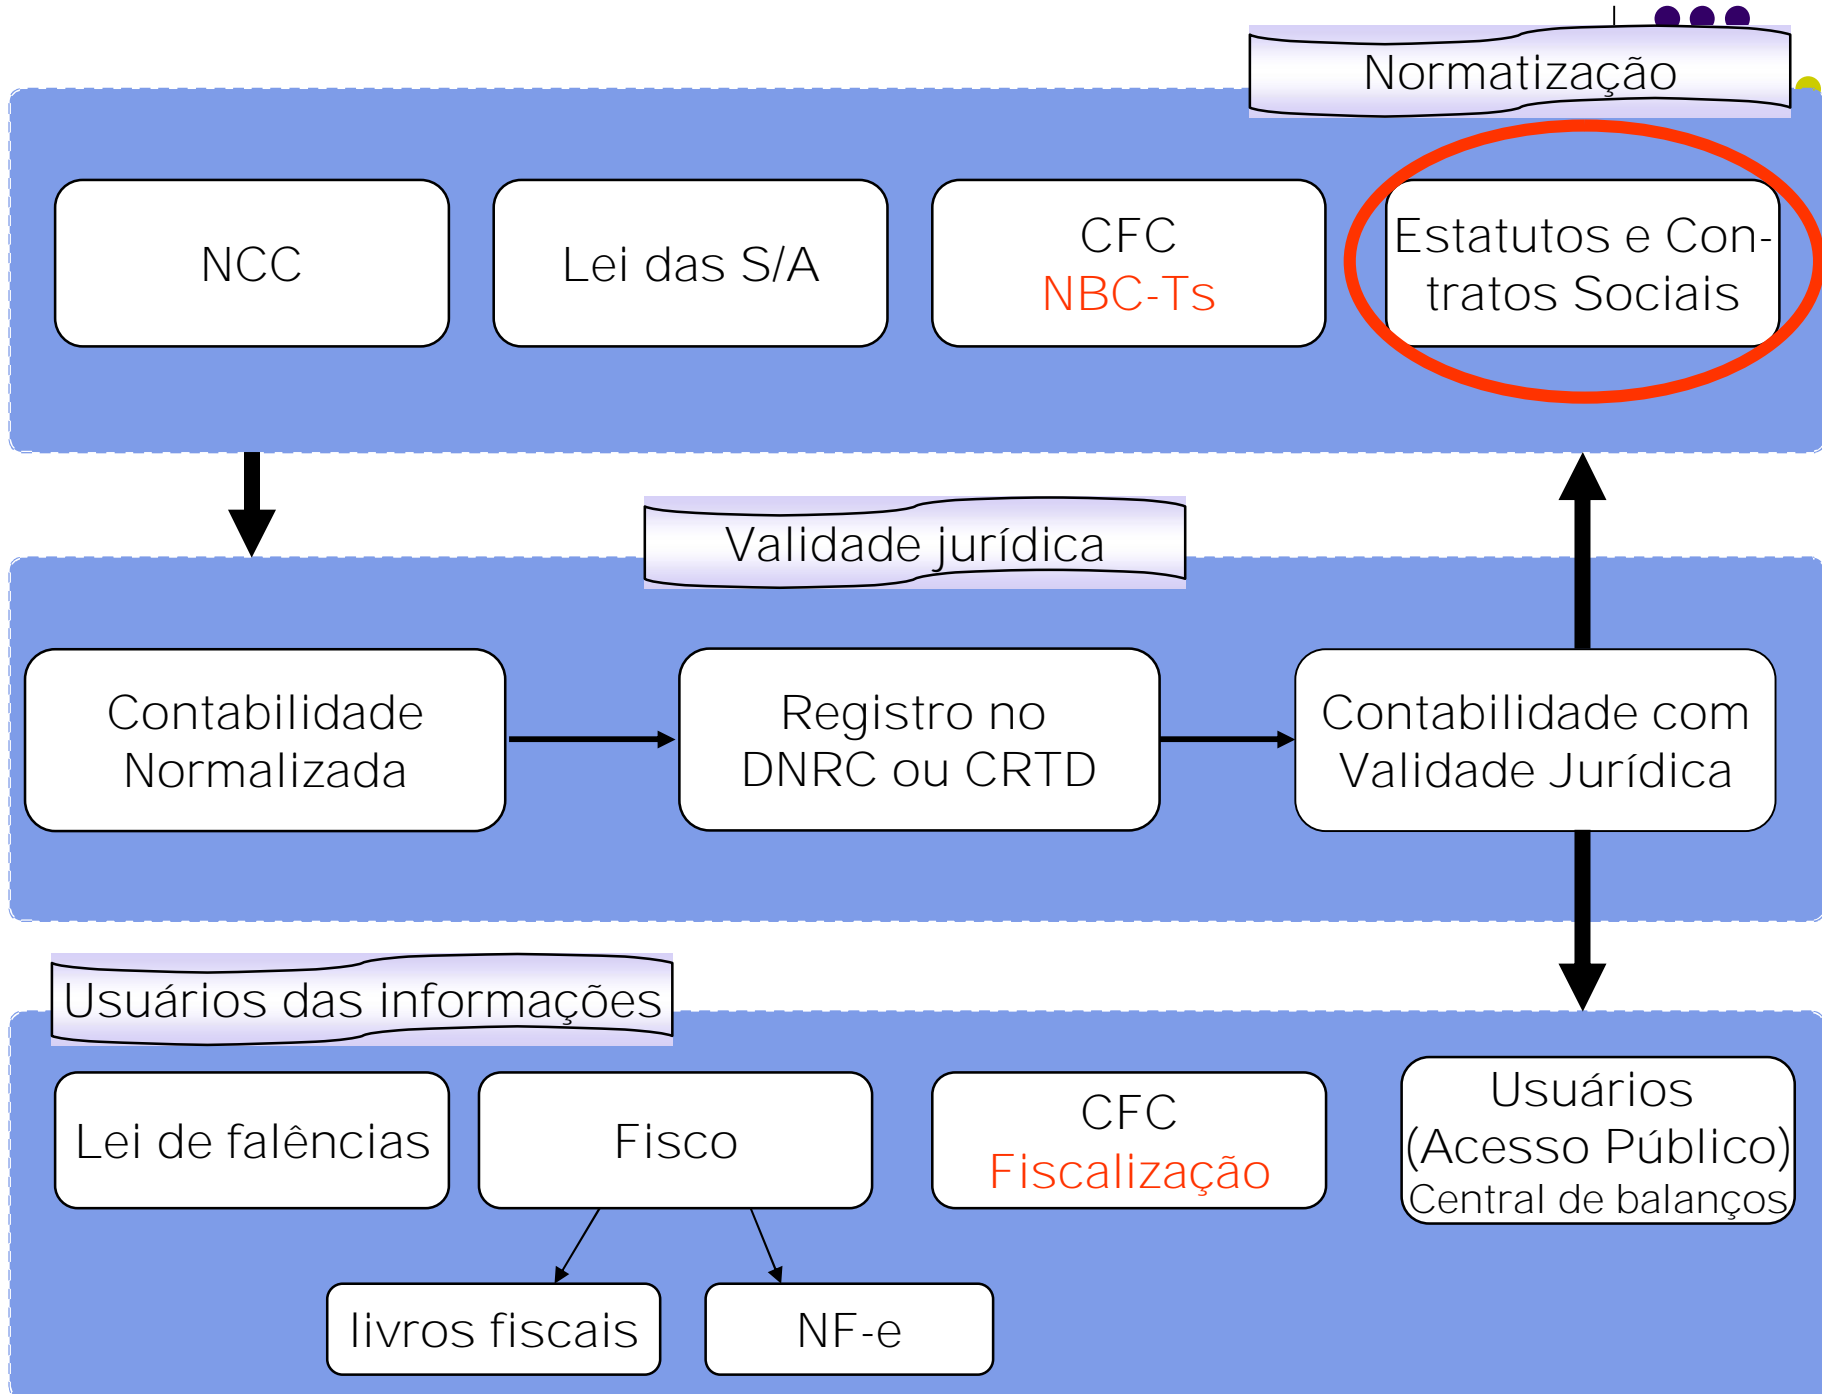 Normatização
NCC
Lei das S/A
CFC
NBC-Ts
Estatutos e Con-
tratos Sociais
Validade jurídica
Contabilidade
Normalizada
Registro no
DNRC ou CRTD
Contabilidade com
Validade Jurídica
Usuários das informações
Lei de falências
Fisco
CFC
Fiscalização
Usuários
(Acesso Público)
Central de balanços
livros fiscais
NF-e